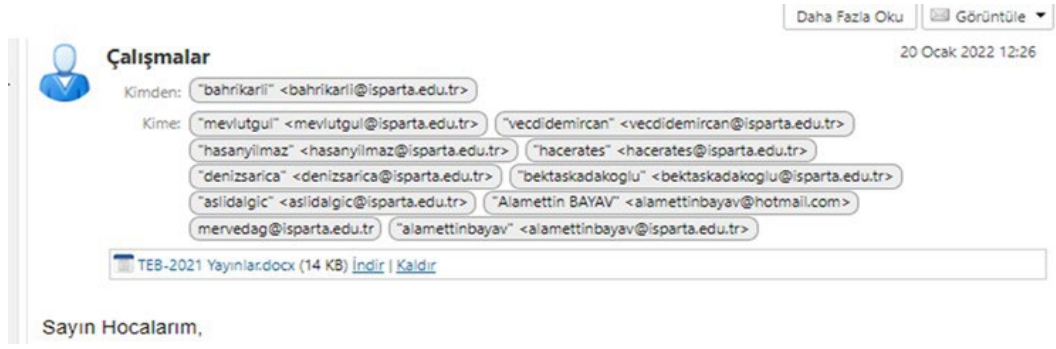 Daha Fazla Oku Görüntüle
Çalışmalar 20 Ocak 2022 12:26
Kimden: "bahrikarli" <bahrikarli@isparta.edu.tr>
Kime: "mevlutgul" <mevlutgul@isparta.edu.tr> "vecdidemircan" <vecdidemircan@isparta.edu.tr>
"hasanyilmaz" <hasanyilmaz@isparta.edu.tr> "hacerates" <hacerates@isparta.edu.tr>
"denizsarica" <denizsarica@isparta.edu.tr> "bektaskadakoglu" <bektaskadakoglu@isparta.edu.tr>
"aslidalgic" <aslidalgic@isparta.edu.tr> "Alamettin BAYAV" <alamettinbayav@hotmail.com>
mervedag@isparta.edu.tr "alamettinbayav" <alamettinbayav@isparta.edu.tr>
TEB-2021 Yayınlar.docx (14 KB) İndir | Kaldır
Sayın Hocalarım,